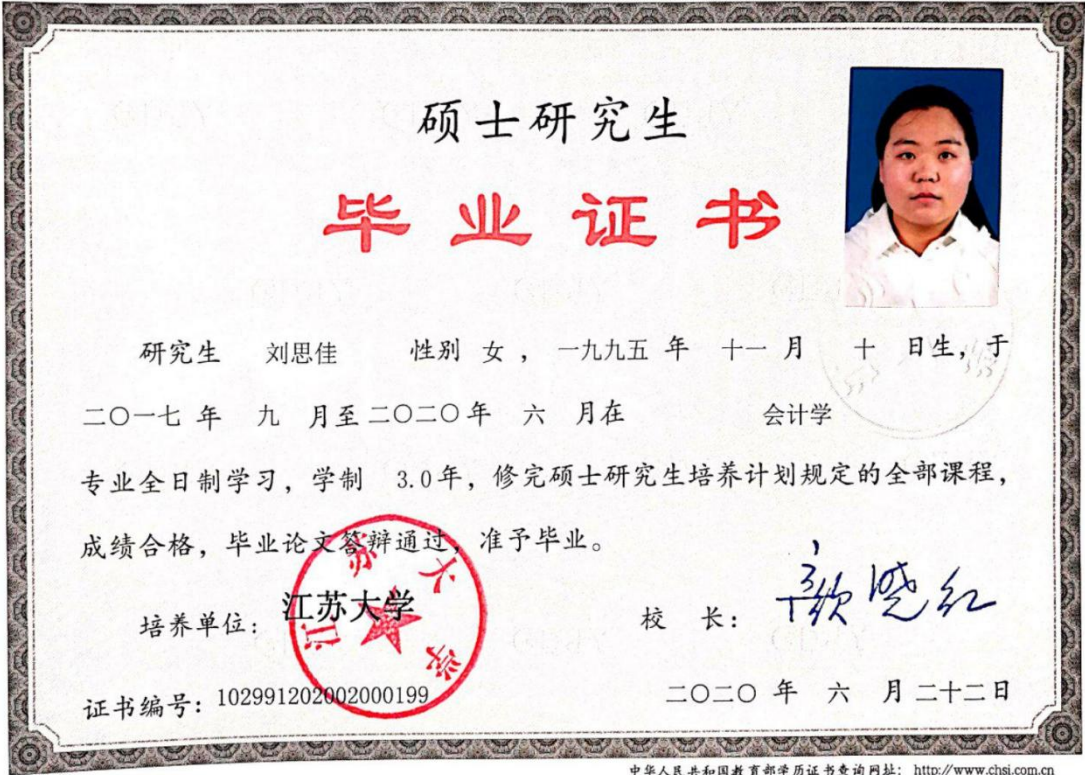 硕士研究生
毕业证书
研究生 刘思佳 性别 女 ， 一九九五 年 十一 月 十 日生，于
二〇一七 年 九 月至 二〇二〇 年 六 月在 会计学
专业全日制学习，学制 3.0 年，修完硕士研究生培养计划规定的全部课程，
成绩合格，毕业论文答辩通过，准予毕业。
培养单位：江苏大学
江苏大学
校 长：颜晓红
证书编号：102991202002000199
二〇二〇 年 六 月 二十二 日
中华人民共和国教育部学历证书查询网址：http://www.chsi.com.cn